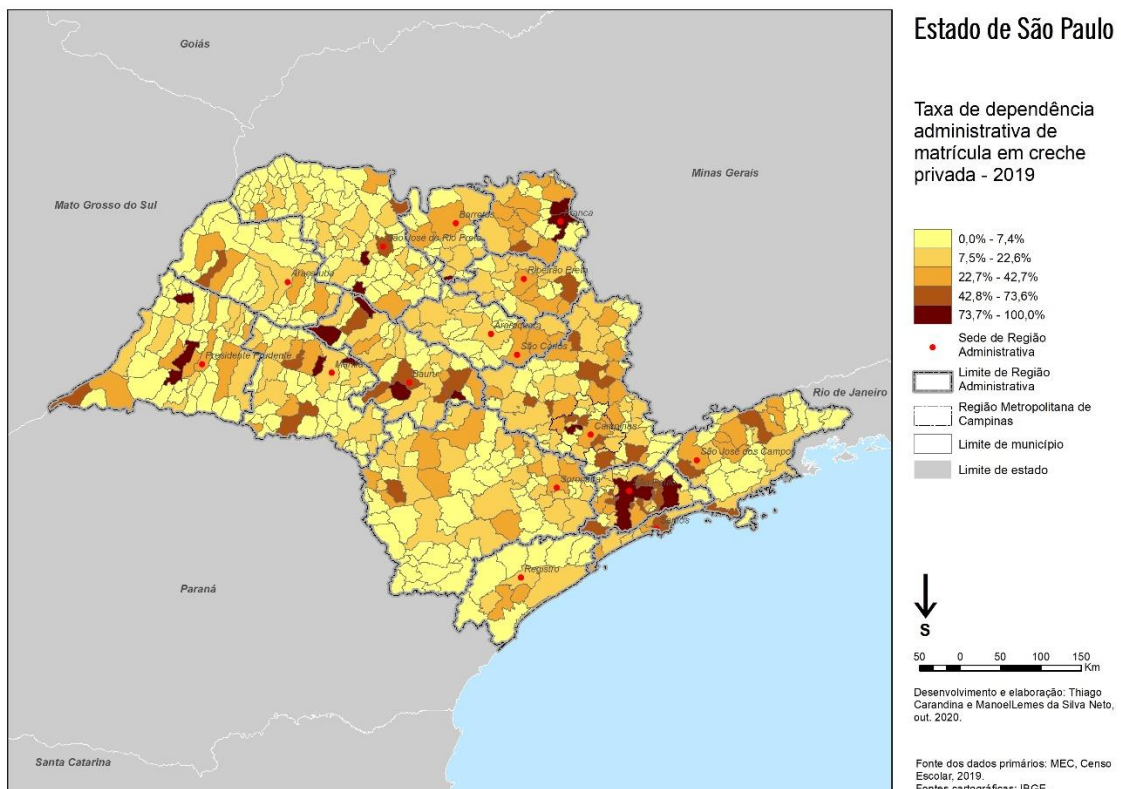 Goiás
Minas Gerais
Mato Grosso do Sul
Barretos
Franca
São José do Rio Preto
Araçatuba
Ribeirão Preto
Araraquara
São Carlos
Presidente Prudente
Marília
Bauru
Rio de Janeiro
Campinas
São José dos Campos
Sorocaba
São Paulo
Santos
Registro
Paraná
Santa Catarina
Estado de São Paulo
Taxa de dependência
administrativa de
matrícula em creche
privada - 2019
0,0% - 7,4%
7,5% - 22,6%
22,7% - 42,7%
42,8% - 73,6%
73,7% - 100,0%
Sede de Região
Administrativa
Limite de Região
Administrativa
Região Metropolitana de
Campinas
Limite de município
Limite de estado
S
50 0 50 100 150
Km
Desenvolvimento e elaboração: Thiago
Carandina e ManoelLemes da Silva Neto,
out. 2020.
Fonte dos dados primários: MEC, Censo
Escolar, 2019.
Fontes cartográficas: IBGE